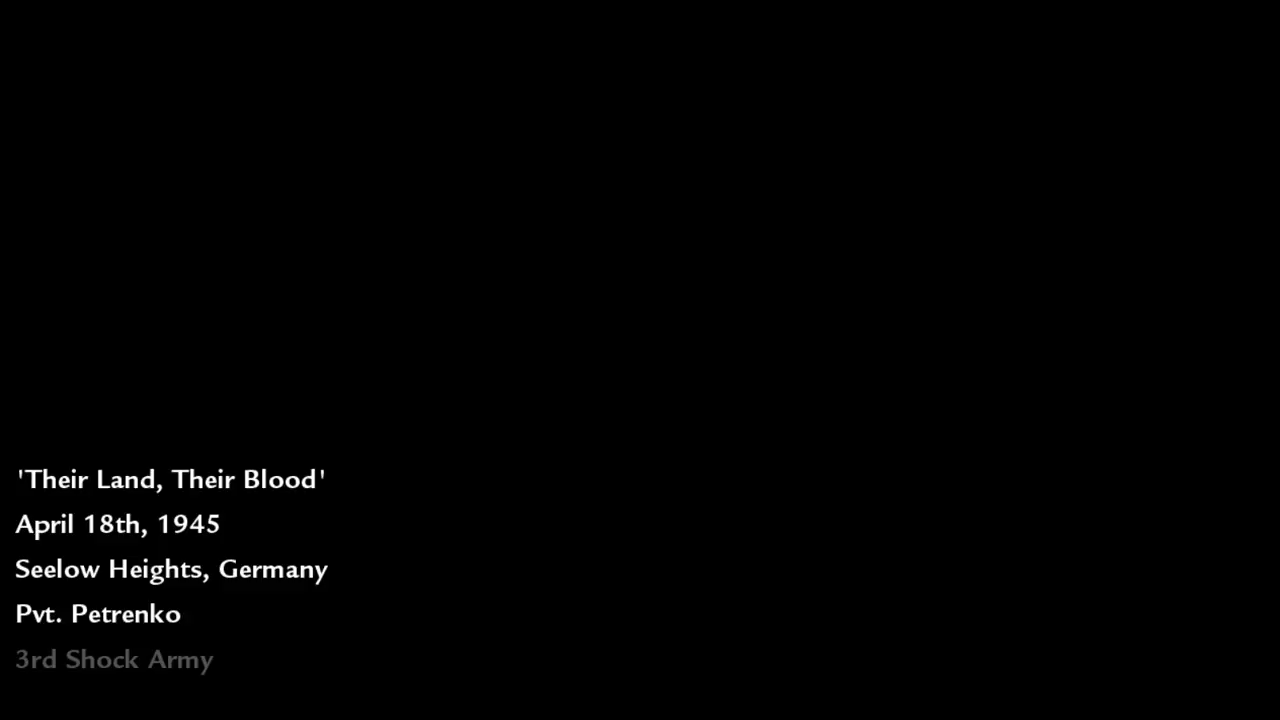 'Their Land, Their Blood'
April 18th, 1945
Seelow Heights, Germany
Pvt. Petrenko
3rd Shock Army